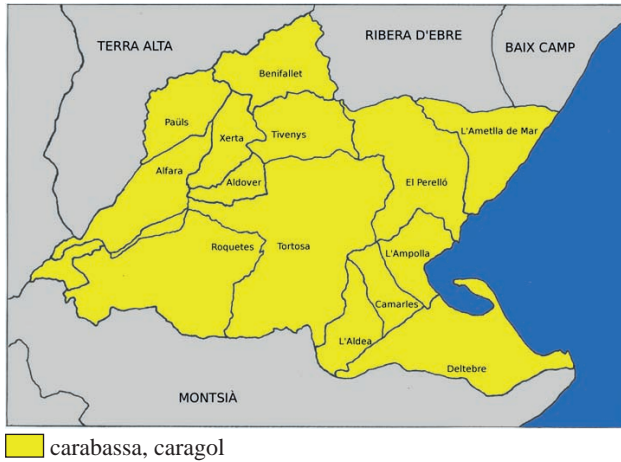 TERRA ALTA
RIBERA D'EBRE
BAIX CAMP
Benifallet
Paüls
Xerta
Tivenys
L'Ametlla de Mar
Alfara
Aldover
El Perelló
Roquetes
Tortosa
L'Ampolla
Camarles
L'Aldea
Deltebre
MONTSIÀ
carabassa, caragol